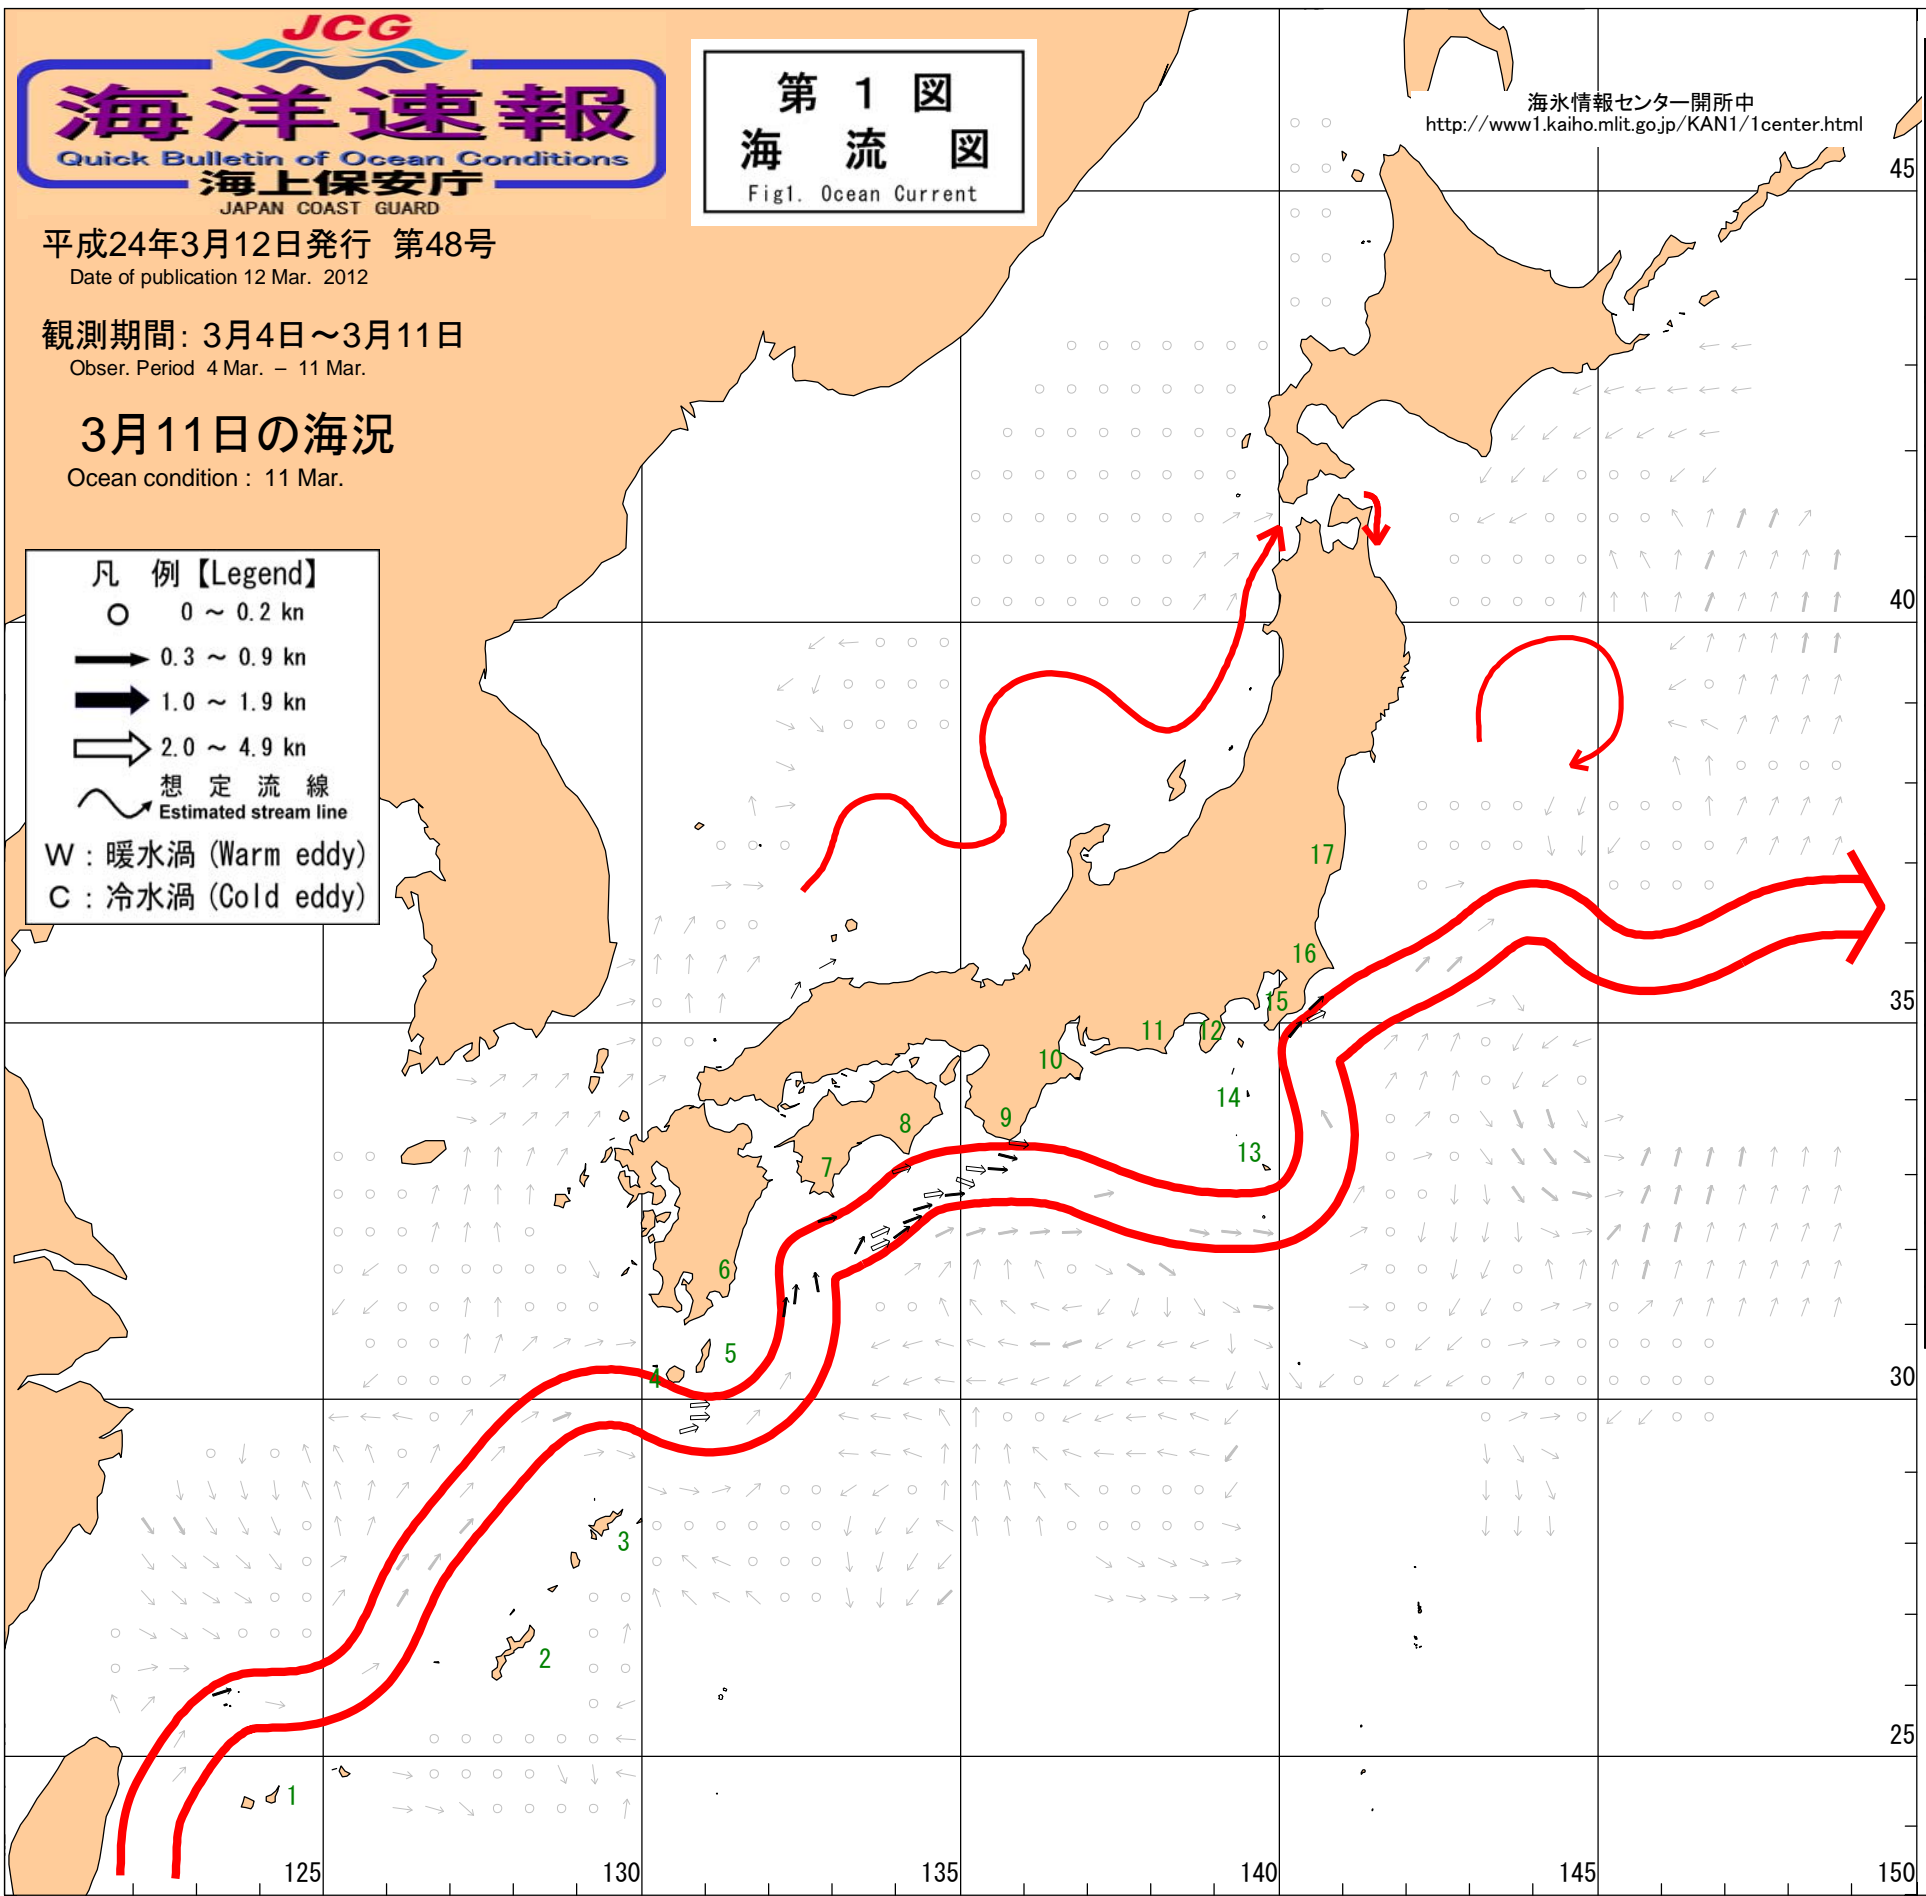 JCG
海洋速報
Quick Bulletin of Ocean Conditions
海上保安庁
JAPAN COAST GUARD
第 1 図
海 流 図
Fig1. Ocean Current
海氷情報センター開所中
http://www1.kaiho.mlit.go.jp/KAN1/1center.html
平成24年3月12日発行 第48号
Date of publication 12 Mar. 2012
観測期間: 3月4日～3月11日
Obser. Period 4 Mar. – 11 Mar.
3月11日の海況
Ocean condition : 11 Mar.
凡 例【Legend】
0 ～ 0.2 kn
0.3 ～ 0.9 kn
1.0 ～ 1.9 kn
2.0 ～ 4.9 kn
想 定 流 線
Estimated stream line
W : 暖水渦 (Warm eddy)
C : 冷水渦 (Cold eddy)
45
40
35
30
25
17
16
15
12
11
10
14
9
8
13
7
6
5
4
3
2
1
125
130
135
140
145
150